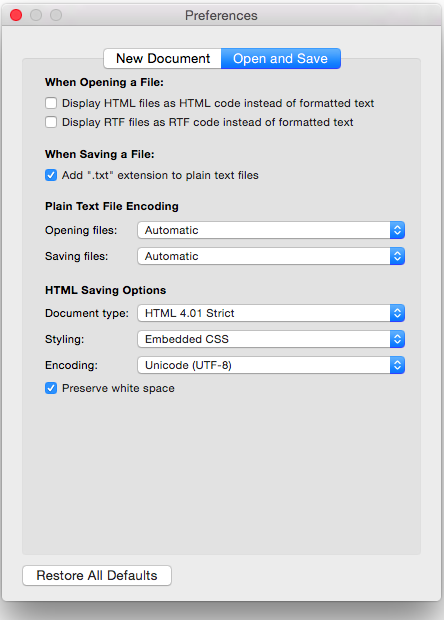 Preferences
New Document Open and Save
When Opening a File:
Display HTML files as HTML code instead of formatted text
Display RTF files as RTF code instead of formatted text
When Saving a File:
Add ".txt" extension to plain text files
Plain Text File Encoding
Opening files: Automatic
Saving files: Automatic
HTML Saving Options
Document type: HTML 4.01 Strict
Styling: Embedded CSS
Encoding: Unicode (UTF-8)
Preserve white space
Restore All Defaults